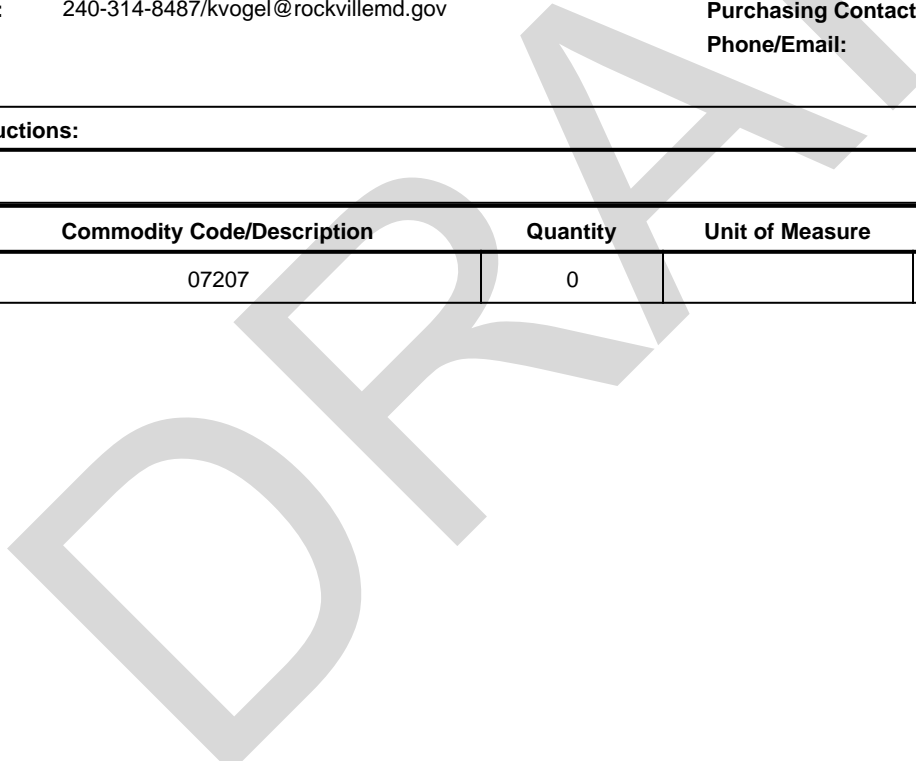 : 240-314-8487/kvogel@rockvillemd.gov Purchasing Contact
Phone/Email:
uctions:
Commodity Code/Description Quantity Unit of Measure
07207 0
DRA